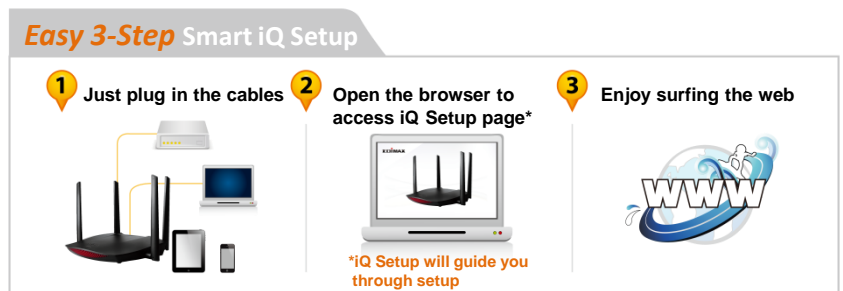 Easy 3-Step Smart iQ Setup
1 Just plug in the cables
2 Open the browser to
access iQ Setup page*
EDIMAX
*iQ Setup will guide you
through setup
3 Enjoy surfing the web
WWW